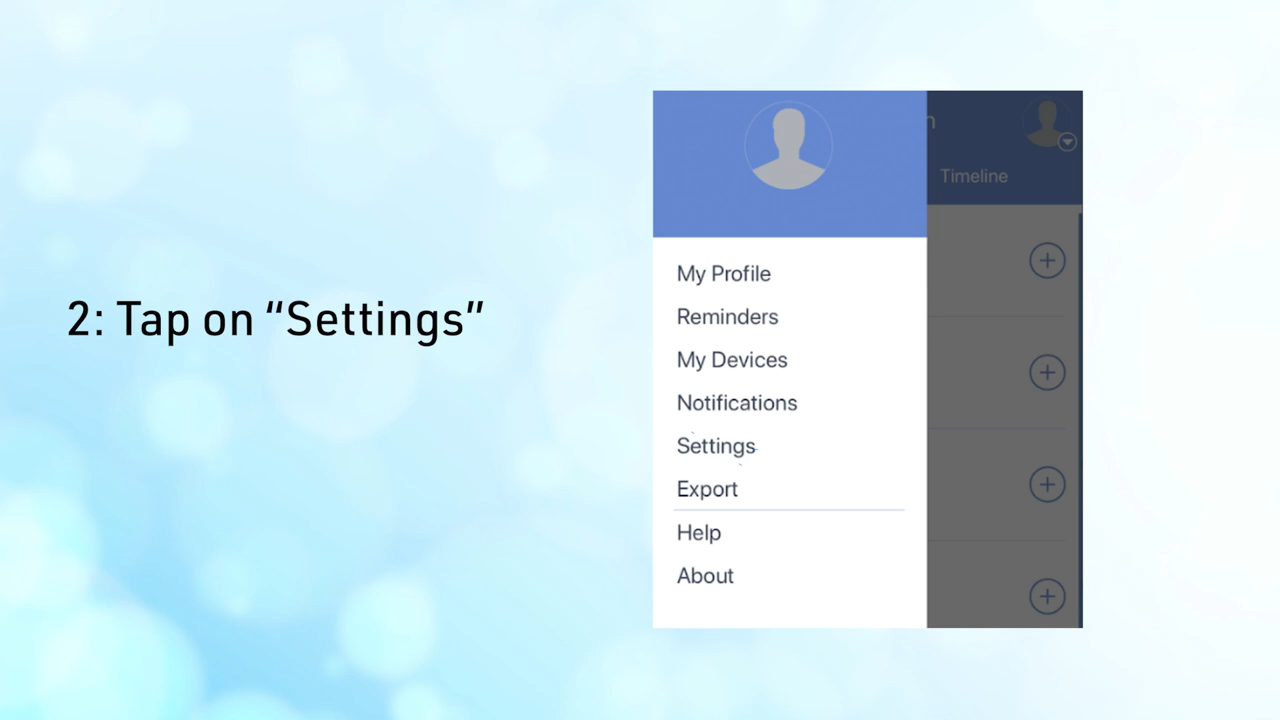 2: Tap on “Settings”
Timeline
My Profile
Reminders
My Devices
Notifications
Settings
Export
Help
About